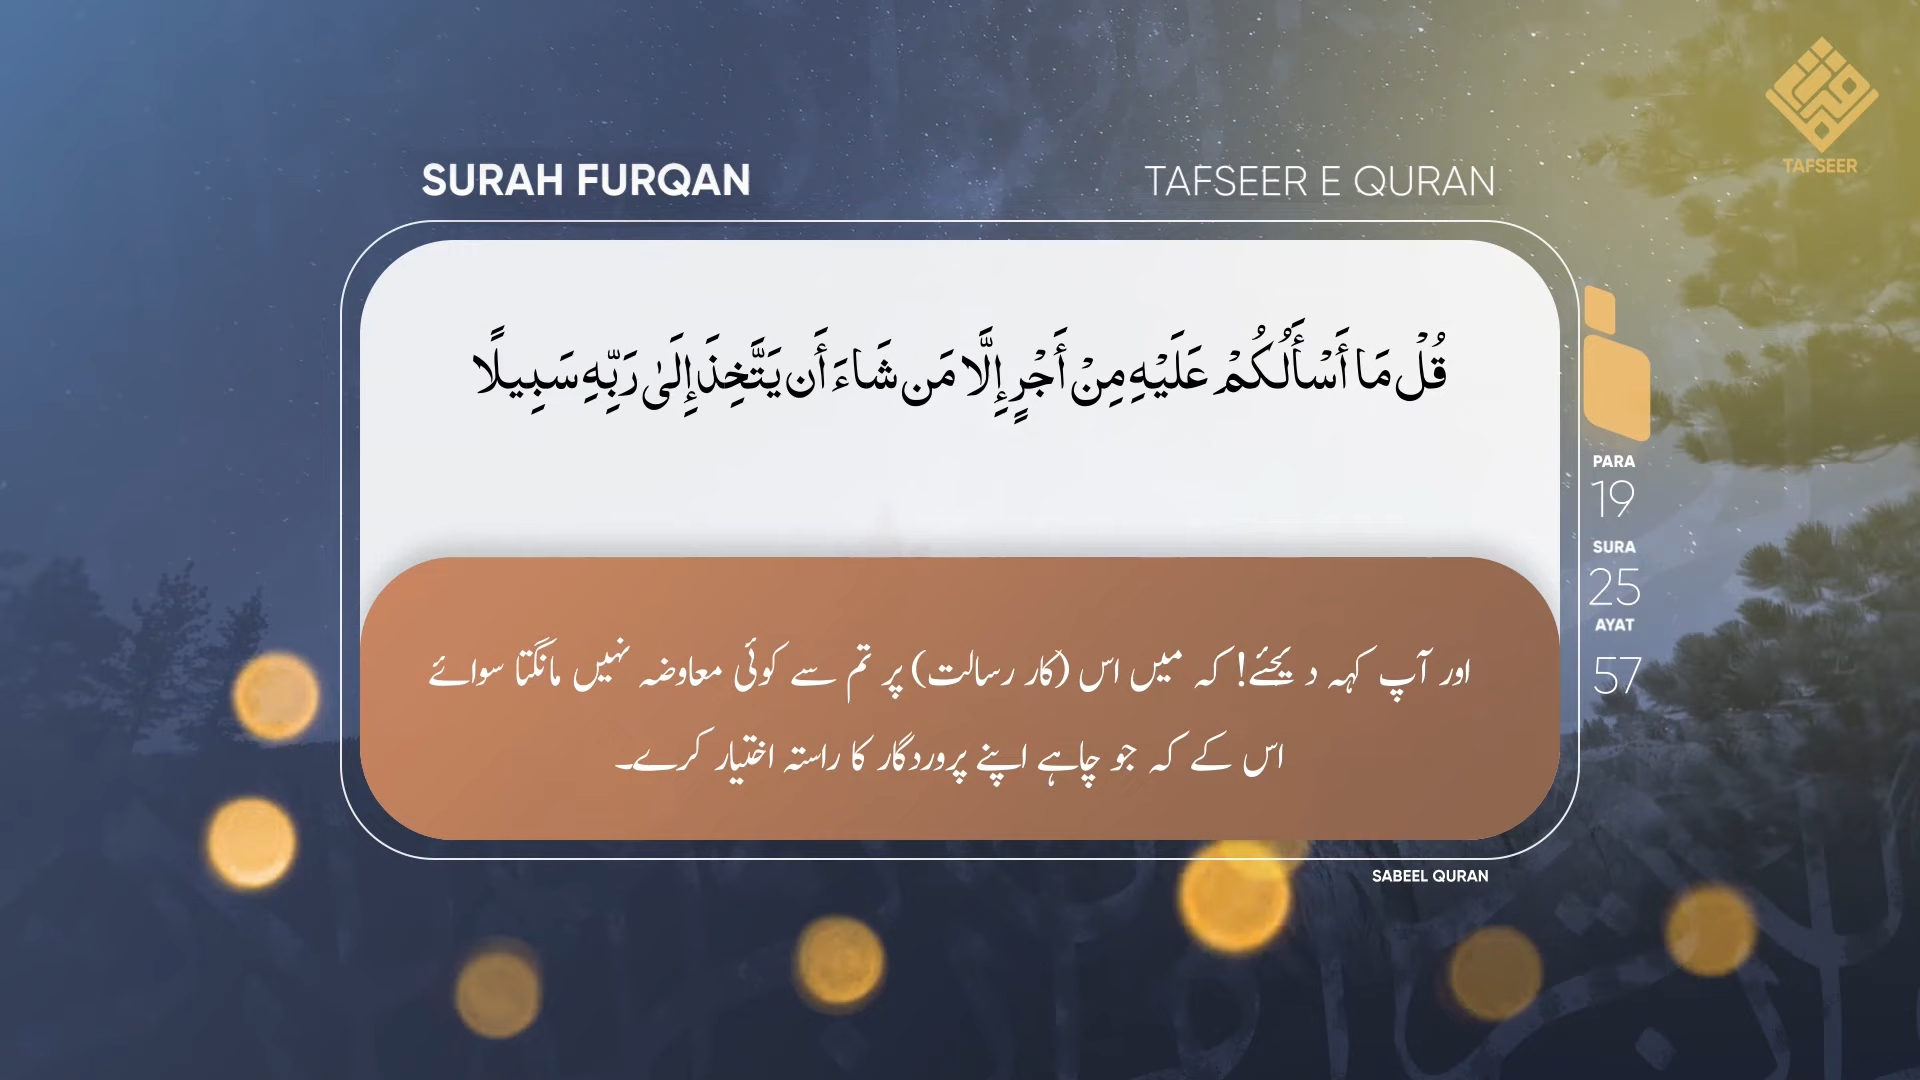 SURAH FURQAN
TAFSEER E QURAN
TAFSEER
قُلْ مَا أَسْأَلُكُمْ عَلَيْهِ مِنْ أَجْرٍ إِلَّا مَن شَاءَ أَن يَتَّخِذَ إِلَىٰ رَبِّهِ سَبِيلًا
اور آپ کہہ دیجئے! کہ میں اس (کارِ رسالت) پر تم سے کوئی معاوضہ نہیں مانگتا سوائے
اس کے کہ جو چاہے اپنے پروردگار کا راستہ اختیار کرے۔
PARA
19
SURA
25
AYAT
57
SABEEL QURAN